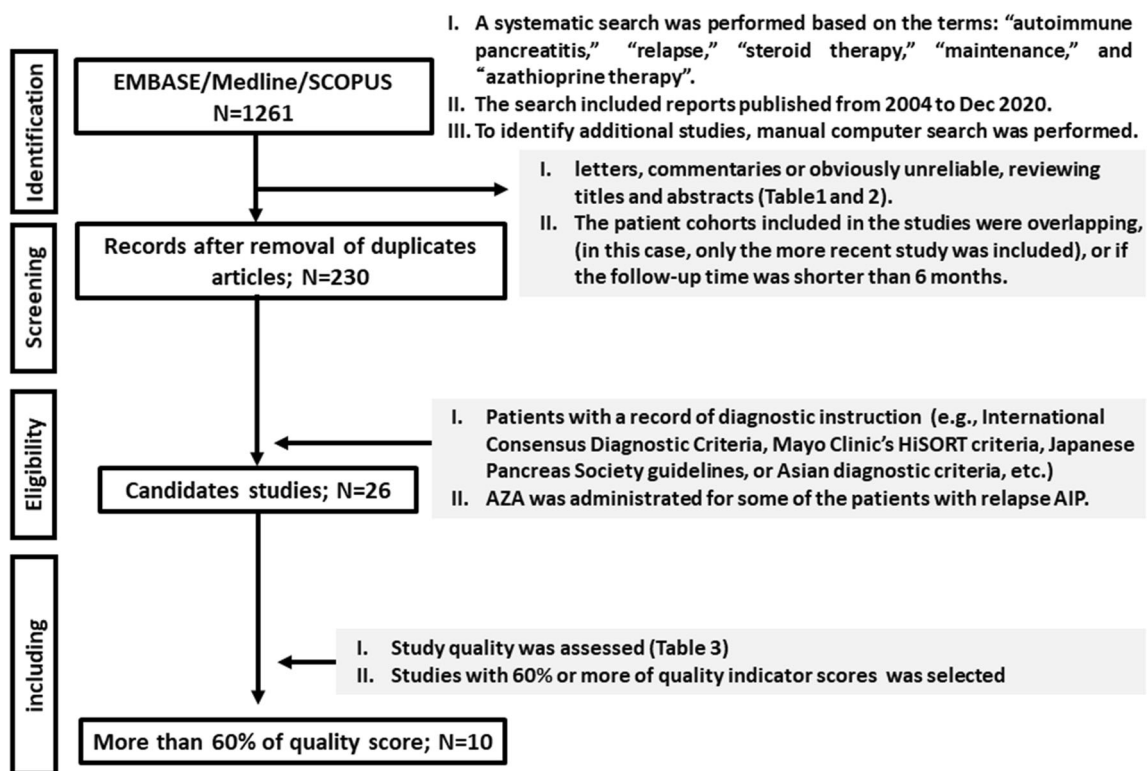 I. A systematic search was performed based on the terms: “autoimmune
pancreatitis,” “relapse,” “steroid therapy,” “maintenance,” and
“azathioprine therapy”.
II. The search included reports published from 2004 to Dec 2020.
III. To identify additional studies, manual computer search was performed.
Identification
EMBASE/Medline/SCOPUS
N=1261
I. letters, commentaries or obviously unreliable, reviewing
titles and abstracts (Table1 and 2).
II. The patient cohorts included in the studies were overlapping,
(in this case, only the more recent study was included), or if
the follow-up time was shorter than 6 months.
Screening
Records after removal of duplicates
articles; N=230
Eligibility
I. Patients with a record of diagnostic instruction (e.g., International
Consensus Diagnostic Criteria, Mayo Clinic’s HiSORT criteria, Japanese
Pancreas Society guidelines, or Asian diagnostic criteria, etc.)
II. AZA was administrated for some of the patients with relapse AIP.
Candidates studies; N=26
including
I. Study quality was assessed (Table 3)
II. Studies with 60% or more of quality indicator scores was selected
More than 60% of quality score; N=10